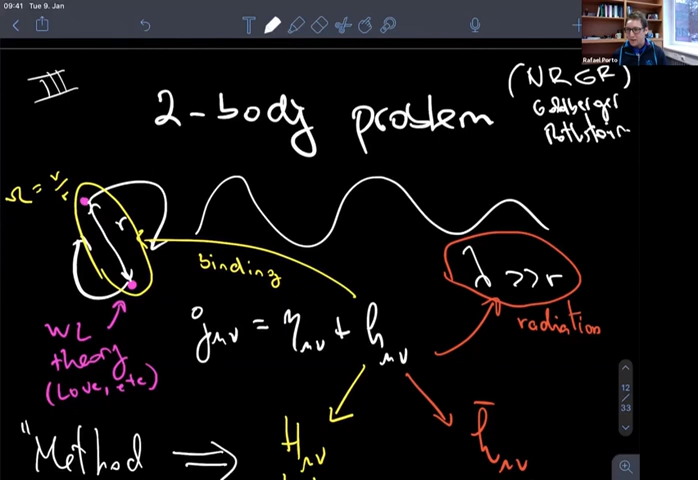 09:41 Tue 9. Jan
Rafael Porto
III
2-body problem
(NRGR)
Goldberger
Rothstein
Ω = v/r
r
binding
λ >> r
radiation
g_μν = η_μν + h_μν
WL
theory
(Love, etc)
"Method ⇒
H_μν
h̄_μν
12
/
33